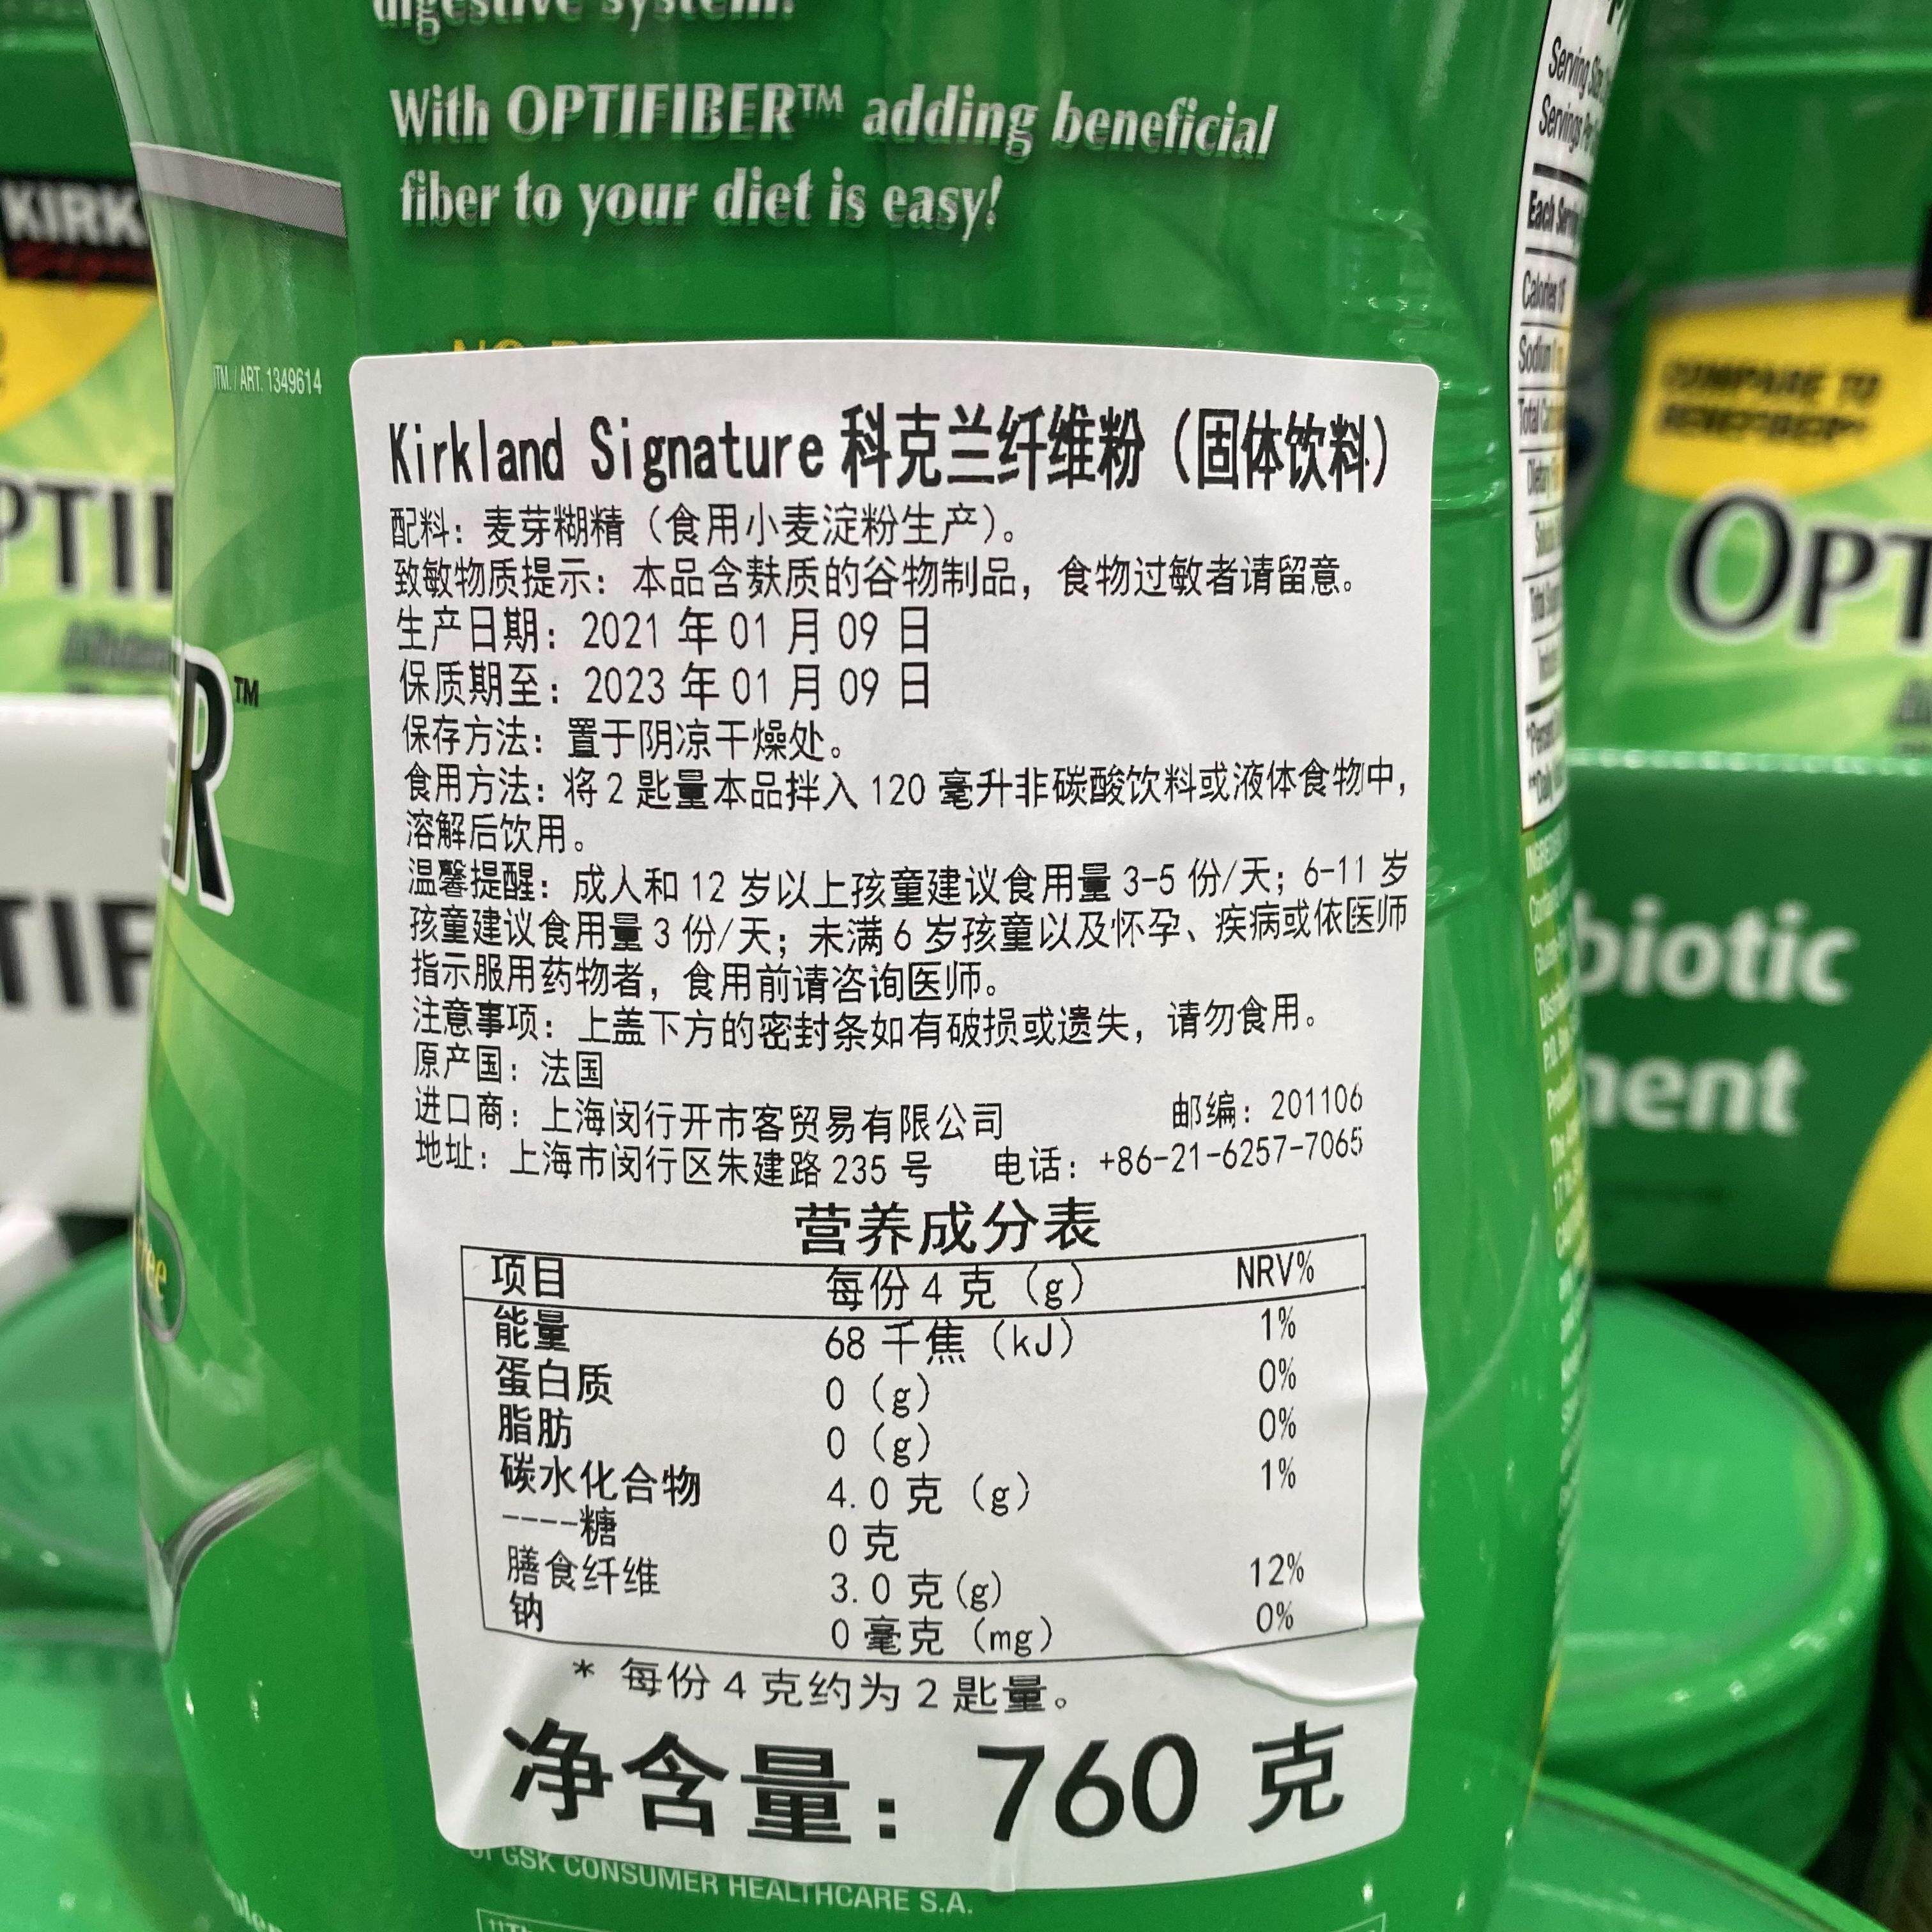 digestive system.
With OPTIFIBER™ adding beneficial
fiber to your diet is easy!
KIRK
ITM. / ART. 1349614
COMPARE TO
BENEFIBER
OPT
PTI
R™
TIF
biotic
Kirkland Signature 科克兰纤维粉（固体饮料）
配料：麦芽糊精（食用小麦淀粉生产）。
致敏物质提示：本品含麸质的谷物制品，食物过敏者请留意。
生产日期：2021 年 01 月 09 日
保质期至：2023 年 01 月 09 日
保存方法：置于阴凉干燥处。
食用方法：将 2 匙量本品拌入 120 毫升非碳酸饮料或液体食物中，
溶解后饮用。
温馨提醒：成人和 12 岁以上孩童建议食用量 3-5 份/天；6-11 岁
孩童建议食用量 3 份/天；未满 6 岁孩童以及怀孕、疾病或依医师
指示服用药物者，食用前请咨询医师。
注意事项：上盖下方的密封条如有破损或遗失，请勿食用。
原产国：法国
进口商：上海闵行开市客贸易有限公司 邮编：201106
地址：上海市闵行区朱建路 235 号 电话：+86-21-6257-7065
营养成分表
项目 每份 4 克（g） NRV%
能量 68 千焦（kJ） 1%
蛋白质 0（g） 0%
脂肪 0（g） 0%
碳水化合物 4.0 克（g） 1%
----糖 0 克
膳食纤维 3.0 克(g) 12%
钠 0 毫克（mg） 0%
* 每份 4 克约为 2 匙量。
净含量：760 克
OF GSK CONSUMER HEALTHCARE S.A.
Calories 15